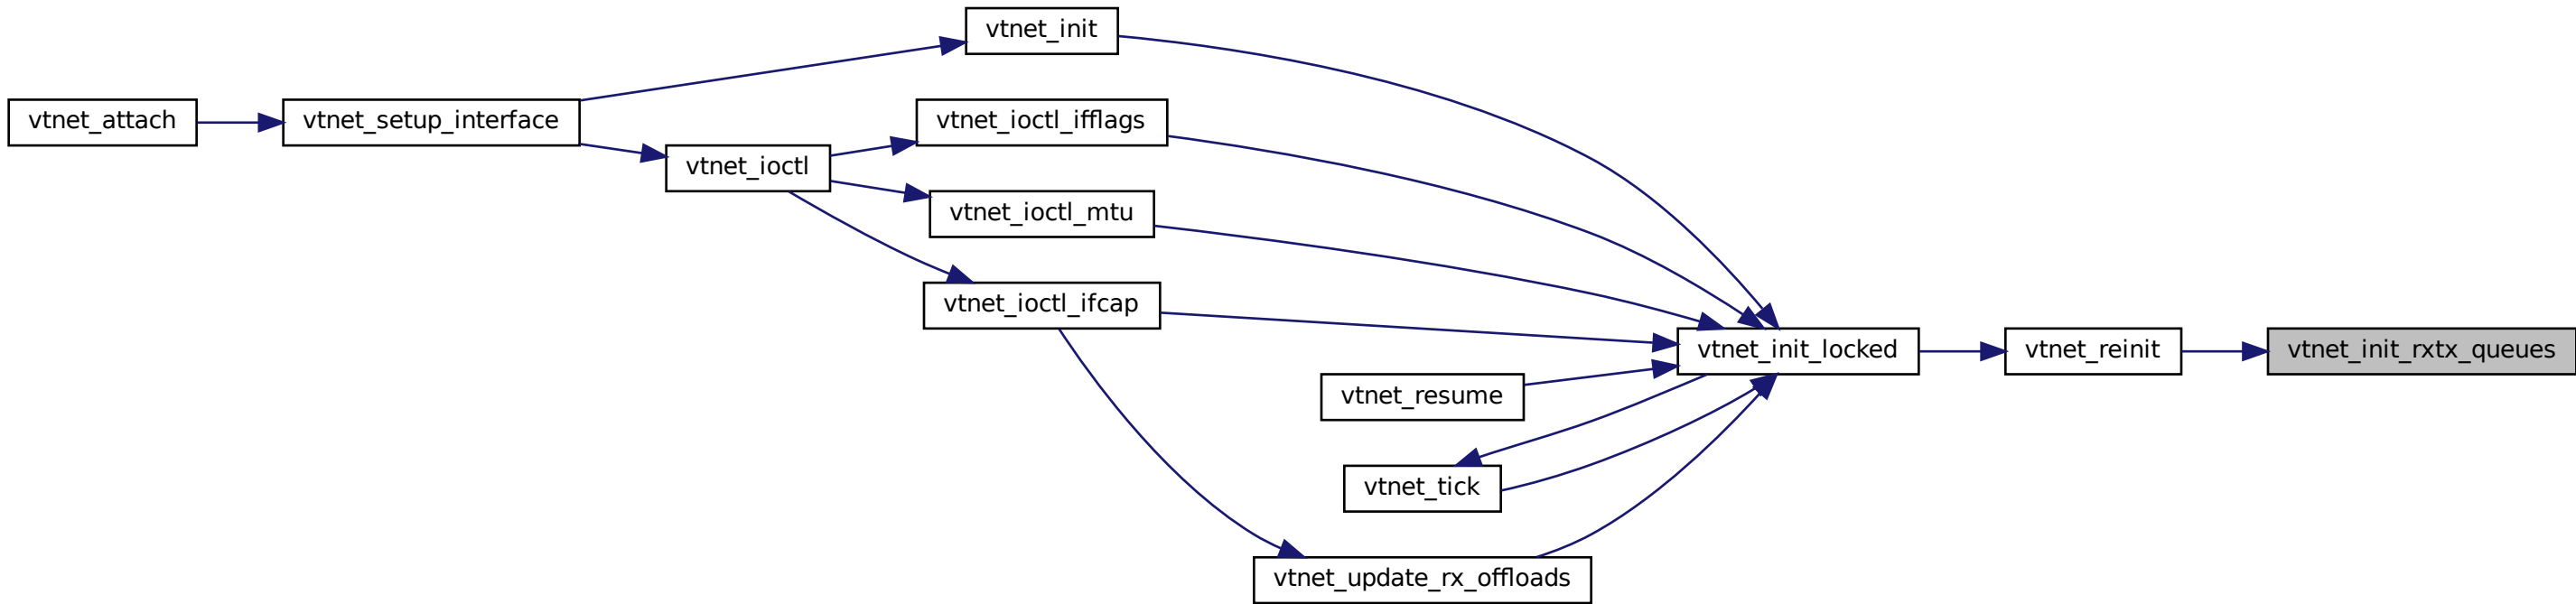 vtnet_init
vtnet_attach
vtnet_setup_interface
vtnet_ioctl_ifflags
vtnet_ioctl
vtnet_ioctl_mtu
vtnet_ioctl_ifcap
vtnet_init_locked
vtnet_reinit
vtnet_init_rxtx_queues
vtnet_resume
vtnet_tick
vtnet_update_rx_offloads